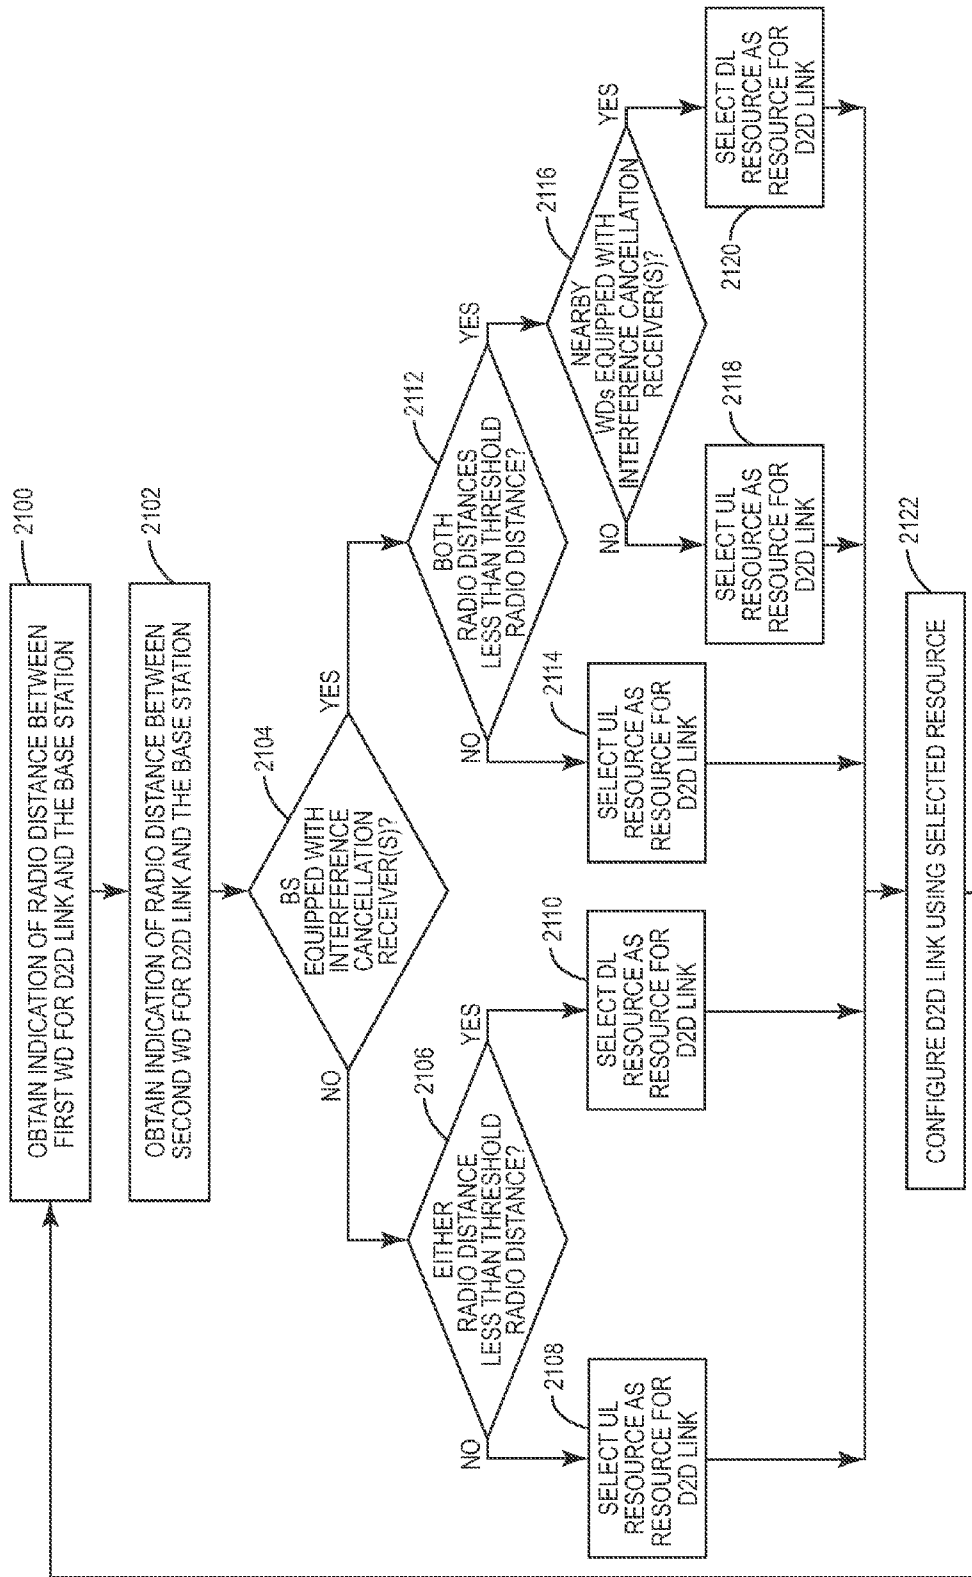 2100
OBTAIN INDICATION OF RADIO DISTANCE BETWEEN
FIRST WD FOR D2D LINK AND THE BASE STATION
2102
OBTAIN INDICATION OF RADIO DISTANCE BETWEEN
SECOND WD FOR D2D LINK AND THE BASE STATION
2104
BS
EQUIPPED WITH
INTERFERENCE
CANCELLATION
RECEIVER(S)?
NO
YES
2106
EITHER
RADIO DISTANCE
LESS THAN THRESHOLD
RADIO DISTANCE?
NO
YES
2108
SELECT UL
RESOURCE AS
RESOURCE FOR
D2D LINK
2110
SELECT DL
RESOURCE AS
RESOURCE FOR
D2D LINK
2112
BOTH
RADIO DISTANCES
LESS THAN THRESHOLD
RADIO DISTANCE?
NO
YES
2114
SELECT UL
RESOURCE AS
RESOURCE FOR
D2D LINK
2116
NEARBY
WDs EQUIPPED WITH
INTERFERENCE CANCELLATION
RECEIVER(S)?
NO
YES
2118
SELECT UL
RESOURCE AS
RESOURCE FOR
D2D LINK
2120
SELECT DL
RESOURCE AS
RESOURCE FOR
D2D LINK
2122
CONFIGURE D2D LINK USING SELECTED RESOURCE